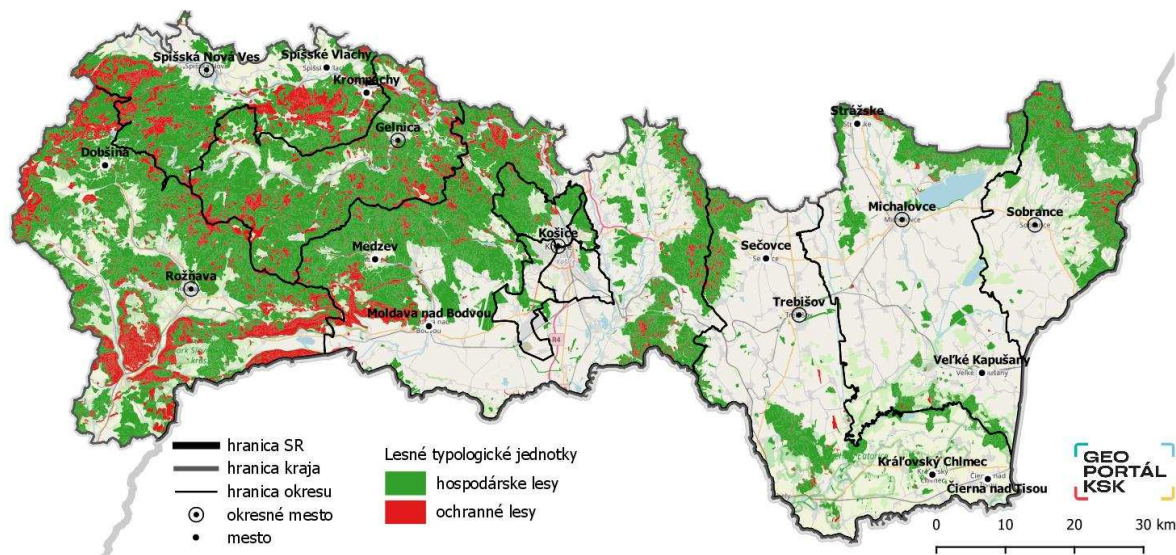 Spišská Nová Ves
Spišské Vlachy
Krompachy
Gelnica
Dobšiná
Strážske
Michalovce
Sobrance
Košice
Sečovce
Medzev
Rožňava
Trebišov
Moldava nad Bodvou
R4
Veľké Kapušany
Kráľovský Chlmec
Čierna nad Tisou
hranica SR
hranica kraja
hranica okresu
okresné mesto
mesto
Lesné typologické jednotky
hospodárske lesy
ochranné lesy
GEO
PORTÁL
KSK
0 10 20 30 km